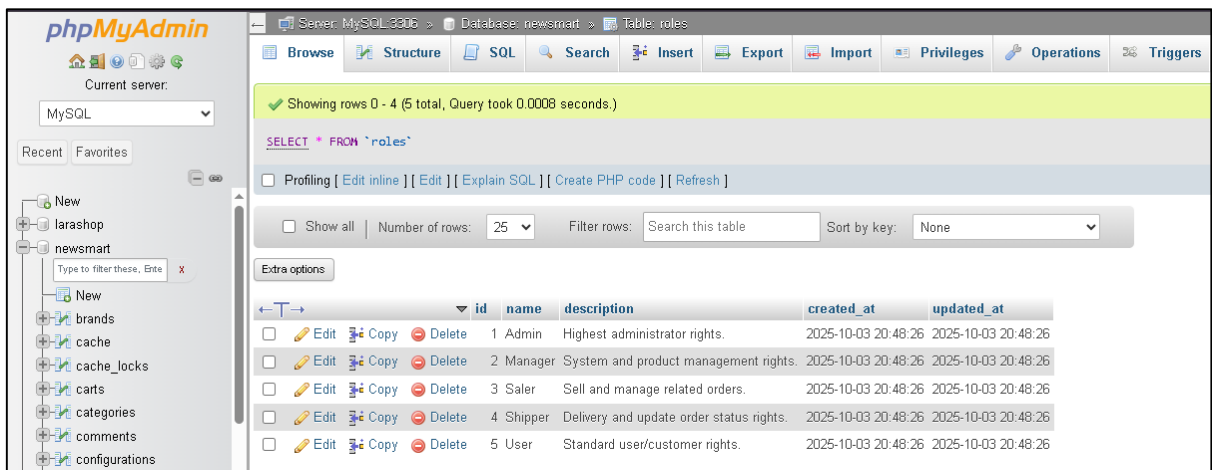 phpMyAdmin
Current server:
MySQL
Recent Favorites
New
larashop
newsmart
Type to filter these, Ente X
New
brands
cache
cache_locks
carts
categories
comments
configurations
← Server: MySQL:3306 » Database: newsmart » Table: roles
Browse Structure SQL Search Insert Export Import Privileges Operations Triggers
Showing rows 0 - 4 (5 total, Query took 0.0008 seconds.)
SELECT * FROM `roles`
Profiling [ Edit inline ] [ Edit ] [ Explain SQL ] [ Create PHP code ] [ Refresh ]
Show all | Number of rows: 25 Filter rows: Search this table Sort by key: None
Extra options
←T→ id name description created_at updated_at
Edit Copy Delete 1 Admin Highest administrator rights. 2025-10-03 20:48:26 2025-10-03 20:48:26
Edit Copy Delete 2 Manager System and product management rights. 2025-10-03 20:48:26 2025-10-03 20:48:26
Edit Copy Delete 3 Saler Sell and manage related orders. 2025-10-03 20:48:26 2025-10-03 20:48:26
Edit Copy Delete 4 Shipper Delivery and update order status rights. 2025-10-03 20:48:26 2025-10-03 20:48:26
Edit Copy Delete 5 User Standard user/customer rights. 2025-10-03 20:48:26 2025-10-03 20:48:26